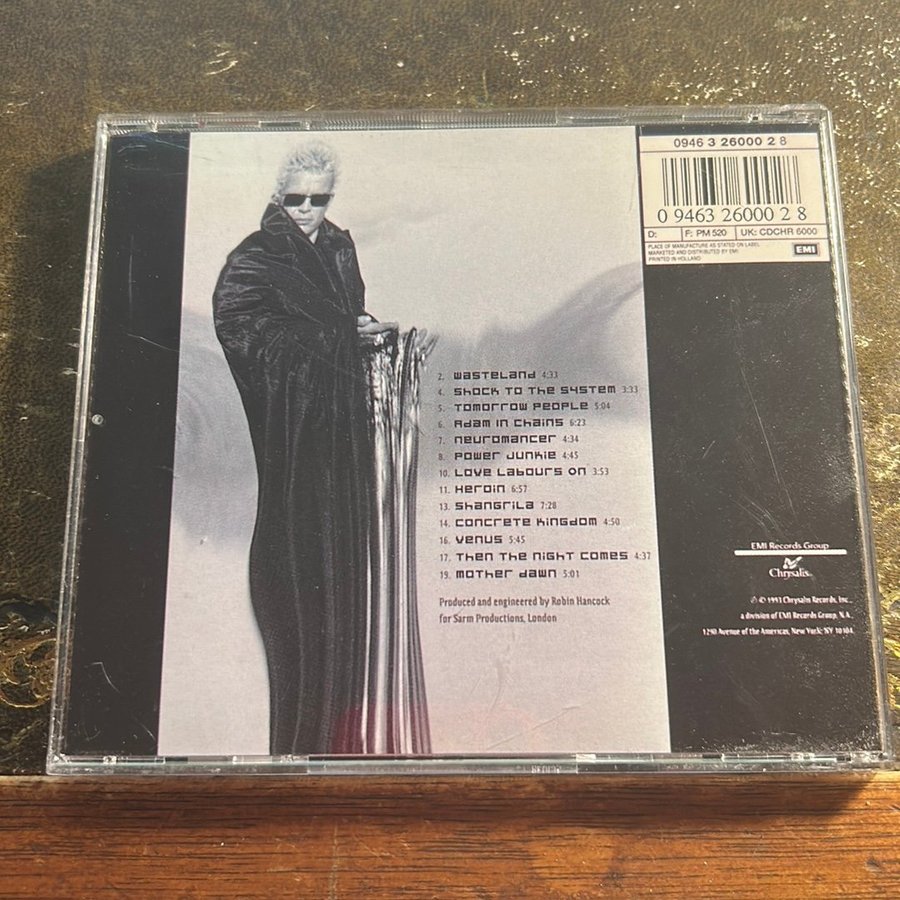 0946 3 26000 2 8
0 09463 26000 2 8
D: F: PM 520 UK: CDCHR 6000
PLACE OF MANUFACTURE AS STATED ON LABEL
MARKETED AND DISTRIBUTED BY EMI
PRINTED IN HOLLAND
EMI
2. Wasteland 4:33
4. Shock to the System 3:33
5. Tomorrow People 5:04
6. Adam in Chains 6:23
7. Neuromancer 4:34
8. Power Junkie 4:45
10. Love Labours On 3:53
11. Heroin 6:57
13. Shangrila 7:28
14. Concrete Kingdom 4:50
16. Venus 5:45
17. Then the Night Comes 4:37
19. Mother Dawn 5:01
Produced and engineered by Robin Hancock
for Sarm Productions, London
EMI Records Group
Chrysalis
℗ © 1993 Chrysalis Records, Inc.,
a division of EMI Records Group, N.A.
1290 Avenue of the Americas, New York, NY 10104